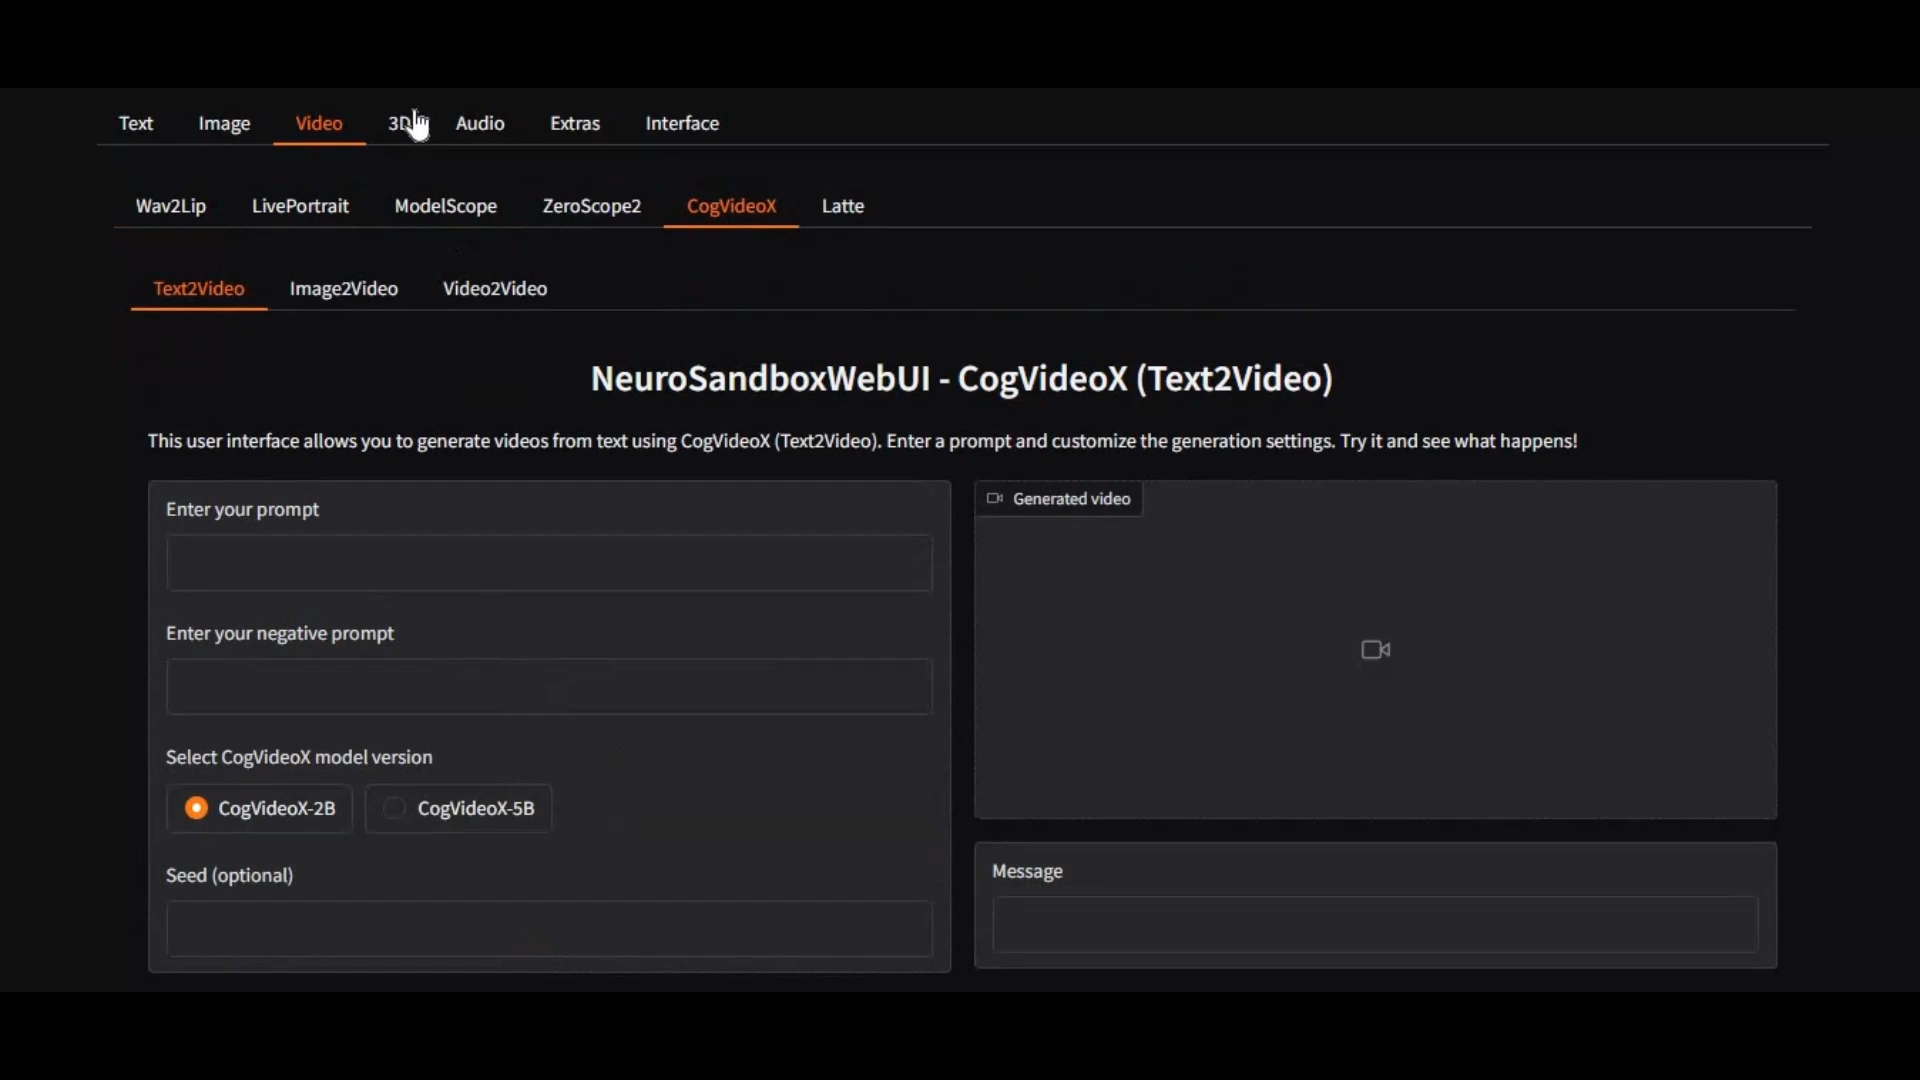 Text Image Video 3D Audio Extras Interface
Wav2Lip LivePortrait ModelScope ZeroScope2 CogVideoX Latte
Text2Video Image2Video Video2Video
NeuroSandboxWebUI - CogVideoX (Text2Video)
This user interface allows you to generate videos from text using CogVideoX (Text2Video). Enter a prompt and customize the generation settings. Try it and see what happens!
Enter your prompt
Enter your negative prompt
Select CogVideoX model version
CogVideoX-2B CogVideoX-5B
Seed (optional)
Generated video
Message